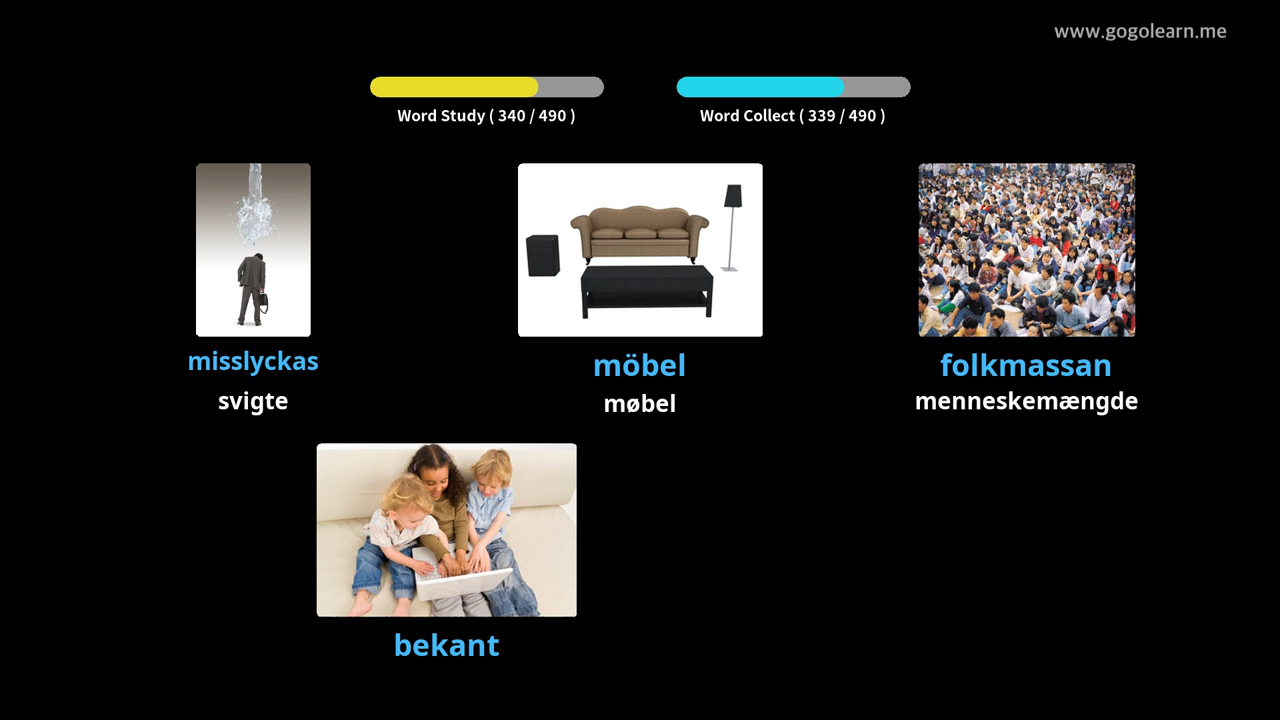 www.gogolearn.me
Word Study ( 340 / 490 )
Word Collect ( 339 / 490 )
misslyckas
svigte
möbel
møbel
folkmassan
menneskemængde
bekant